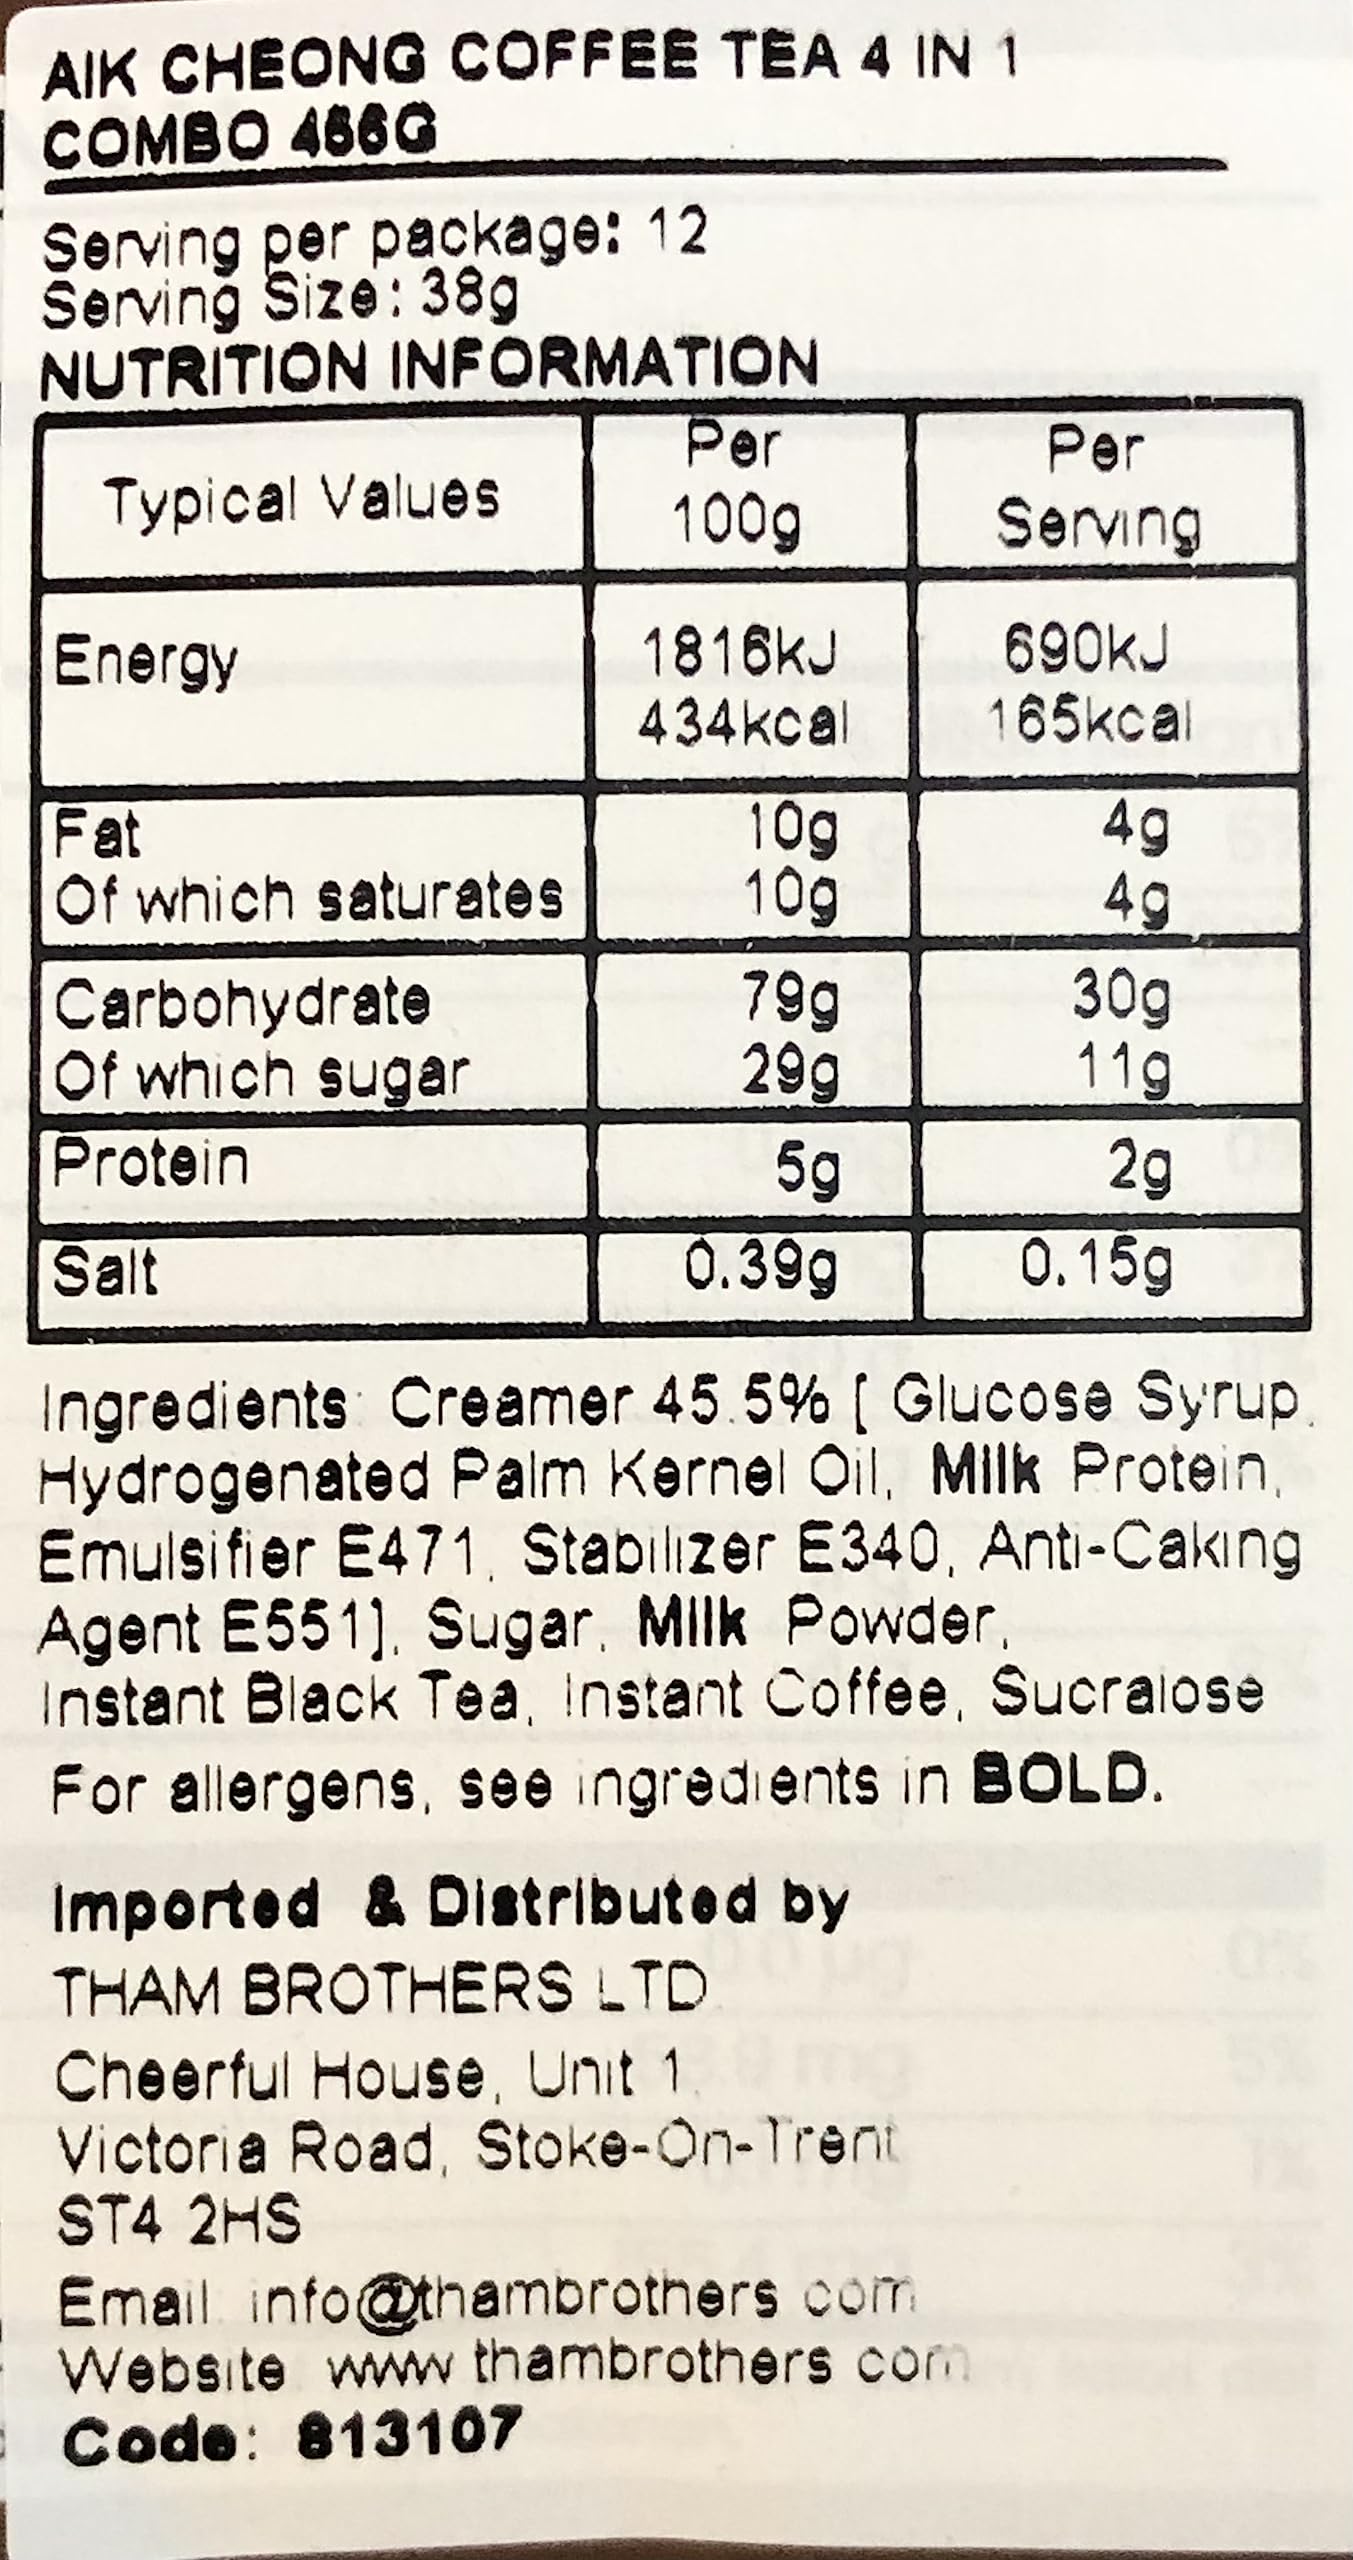 AIK CHEONG COFFEE TEA 4 IN 1
COMBO 456G
Serving per package: 12
Serving Size: 38g
NUTRITION INFORMATION
Typical Values Per 100g Per Serving
Energy 1816kJ 690kJ
434kcal 165kcal
Fat 10g 4g
Of which saturates 10g 4g
Carbohydrate 79g 30g
Of which sugar 29g 11g
Protein 5g 2g
Salt 0.39g 0.15g
Ingredients: Creamer 45.5% [ Glucose Syrup,
Hydrogenated Palm Kernel Oil, Milk Protein,
Emulsifier E471, Stabilizer E340, Anti-Caking
Agent E551], Sugar, Milk Powder,
Instant Black Tea, Instant Coffee, Sucralose
For allergens, see ingredients in BOLD.
Imported & Distributed by
THAM BROTHERS LTD.
Cheerful House, Unit 1,
Victoria Road, Stoke-On-Trent
ST4 2HS
Email: info@thambrothers.com
Website: www.thambrothers.com
Code: 813107